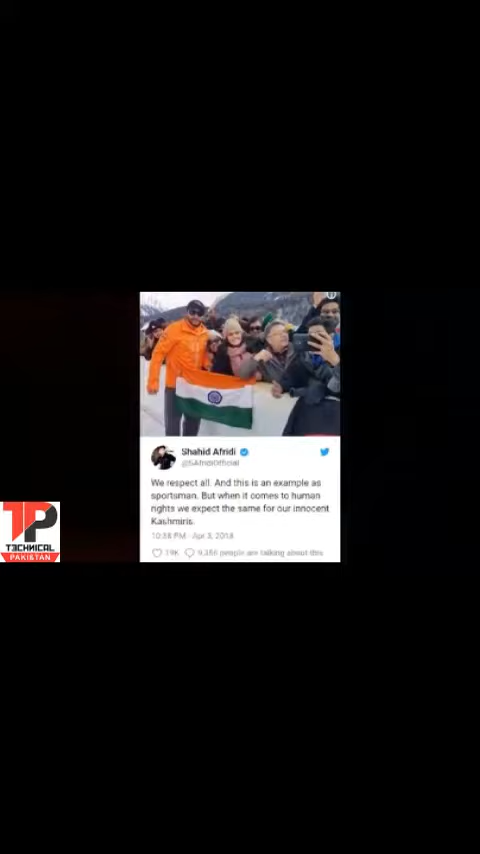 Shahid Afridi
@SAfridiOfficial
We respect all. And this is an example as
sportsman. But when it comes to human
rights we expect the same for our innocent
Kashmiris.
10:38 PM - Apr 3, 2018
19K 9,356 people are talking about this
TP
T3CHNICAL
PAKISTAN